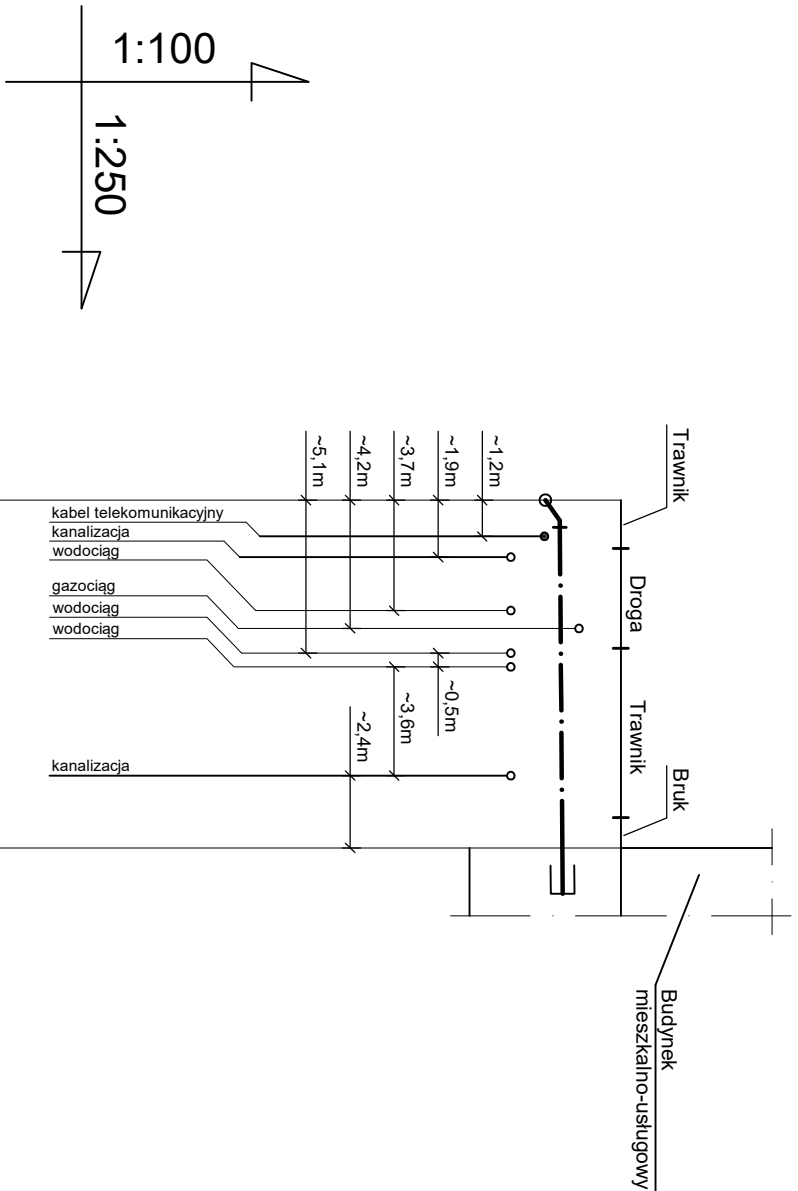 1:100
1:250
Trawnik
Droga
Trawnik
Bruk
Budynek
mieszkalno-usługowy
~1,2m
~1,9m
~3,7m
~4,2m
~5,1m
~0,5m
~3,6m
~2,4m
kabel telekomunikacyjny
kanalizacja
wodociąg
gazociąg
wodociąg
wodociąg
kanalizacja